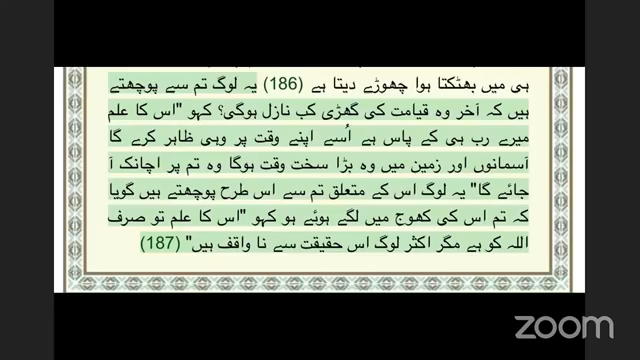 ہی میں بھٹکتا ہوا چھوڑے دیتا ہے (186) یہ لوگ تم سے پوچھتے
ہیں کہ آخر وہ قیامت کی گھڑی کب نازل ہوگی؟ کہو "اس کا علم
میرے رب ہی کے پاس ہے اُسے اپنے وقت پر وہی ظاہر کرے گا
آسمانوں اور زمین میں وہ بڑا سخت وقت ہوگا وہ تم پر اچانک آ
جائے گا" یہ لوگ اس کے متعلق تم سے اس طرح پوچھتے ہیں گویا
کہ تم اس کی کھوج میں لگے ہوئے ہو کہو "اس کا علم تو صرف
اللہ کو ہے مگر اکثر لوگ اس حقیقت سے نا واقف ہیں" (187)
zoom